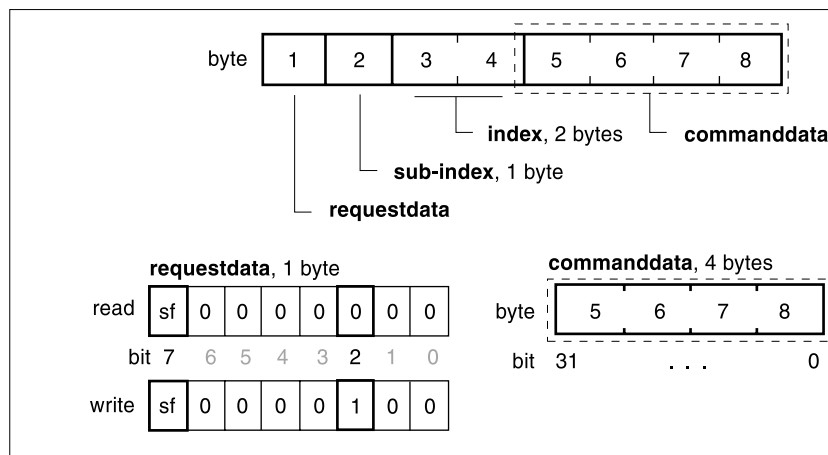 byte 1 2 3 4 5 6 7 8
index, 2 bytes commanddata
sub-index, 1 byte
requestdata
requestdata, 1 byte
read sf 0 0 0 0 0 0 0
bit 7 6 5 4 3 2 1 0
write sf 0 0 0 0 1 0 0
commanddata, 4 bytes
byte 5 6 7 8
bit 31 . . . 0